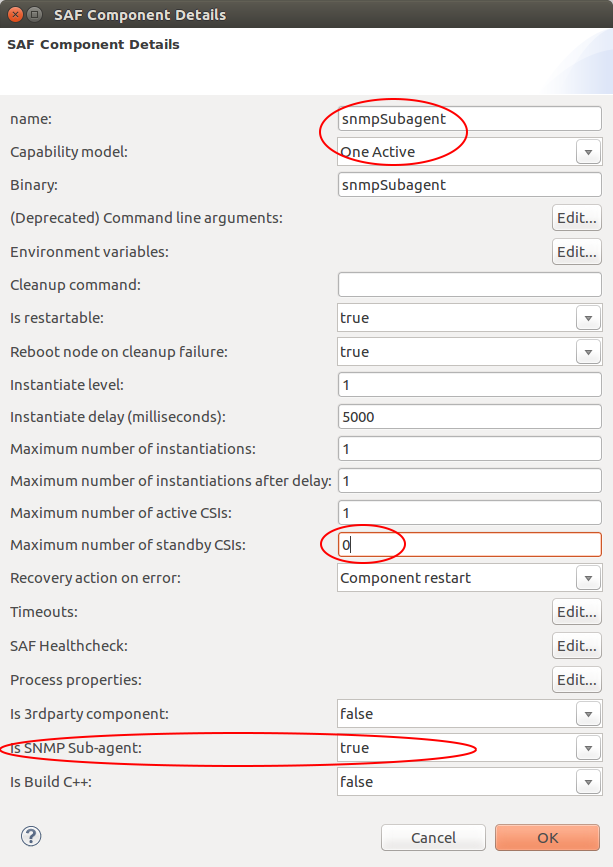 SAF Component Details
SAF Component Details
name: snmpSubagent
Capability model: One Active
Binary: snmpSubagent
(Deprecated) Command line arguments: Edit...
Environment variables: Edit...
Cleanup command:
Is restartable: true
Reboot node on cleanup failure: true
Instantiate level: 1
Instantiate delay (milliseconds): 5000
Maximum number of instantiations: 1
Maximum number of instantiations after delay: 1
Maximum number of active CSIs: 1
Maximum number of standby CSIs: 0
Recovery action on error: Component restart
Timeouts: Edit...
SAF Healthcheck: Edit...
Process properties: Edit...
Is 3rdparty component: false
Is SNMP Sub-agent: true
Is Build C++: false
? Cancel OK